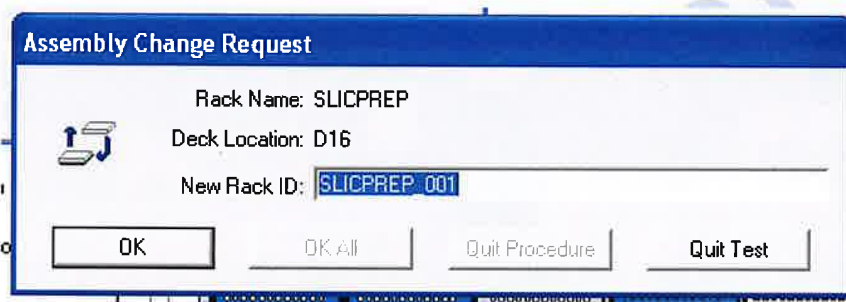 Assembly Change Request
Rack Name: SLICPREP
Deck Location: D16
New Rack ID: SLICPREP_001
OK
OK All
Quit Procedure
Quit Test